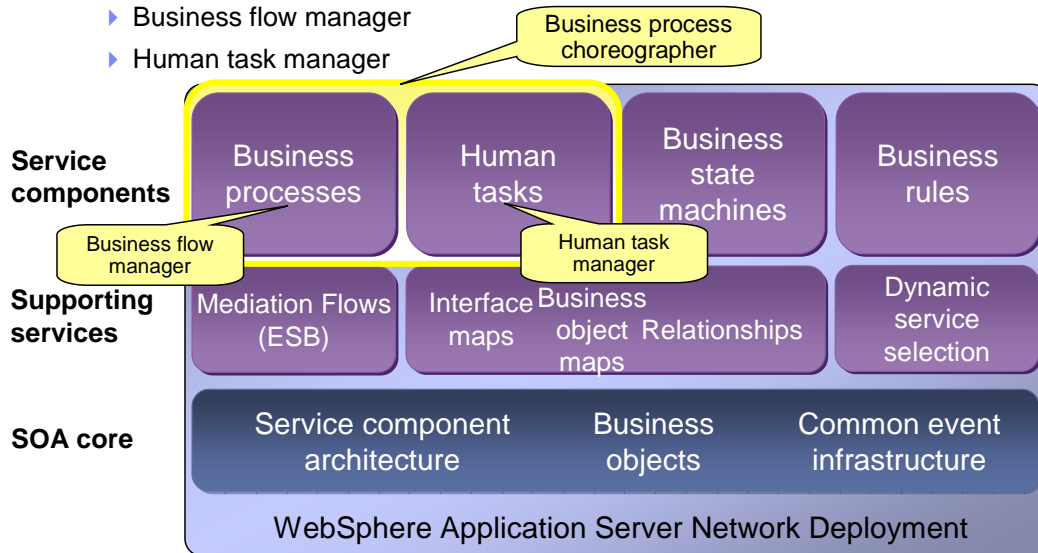 Business flow manager
Human task manager
Business process
choreographer
Service
components
Business
processes
Human
tasks
Business
state
machines
Business
rules
Business flow
manager
Human task
manager
Supporting
services
Mediation Flows
(ESB)
Interface
maps
Business
object
maps
Relationships
Dynamic
service
selection
SOA core
Service component
architecture
Business
objects
Common event
infrastructure
WebSphere Application Server Network Deployment